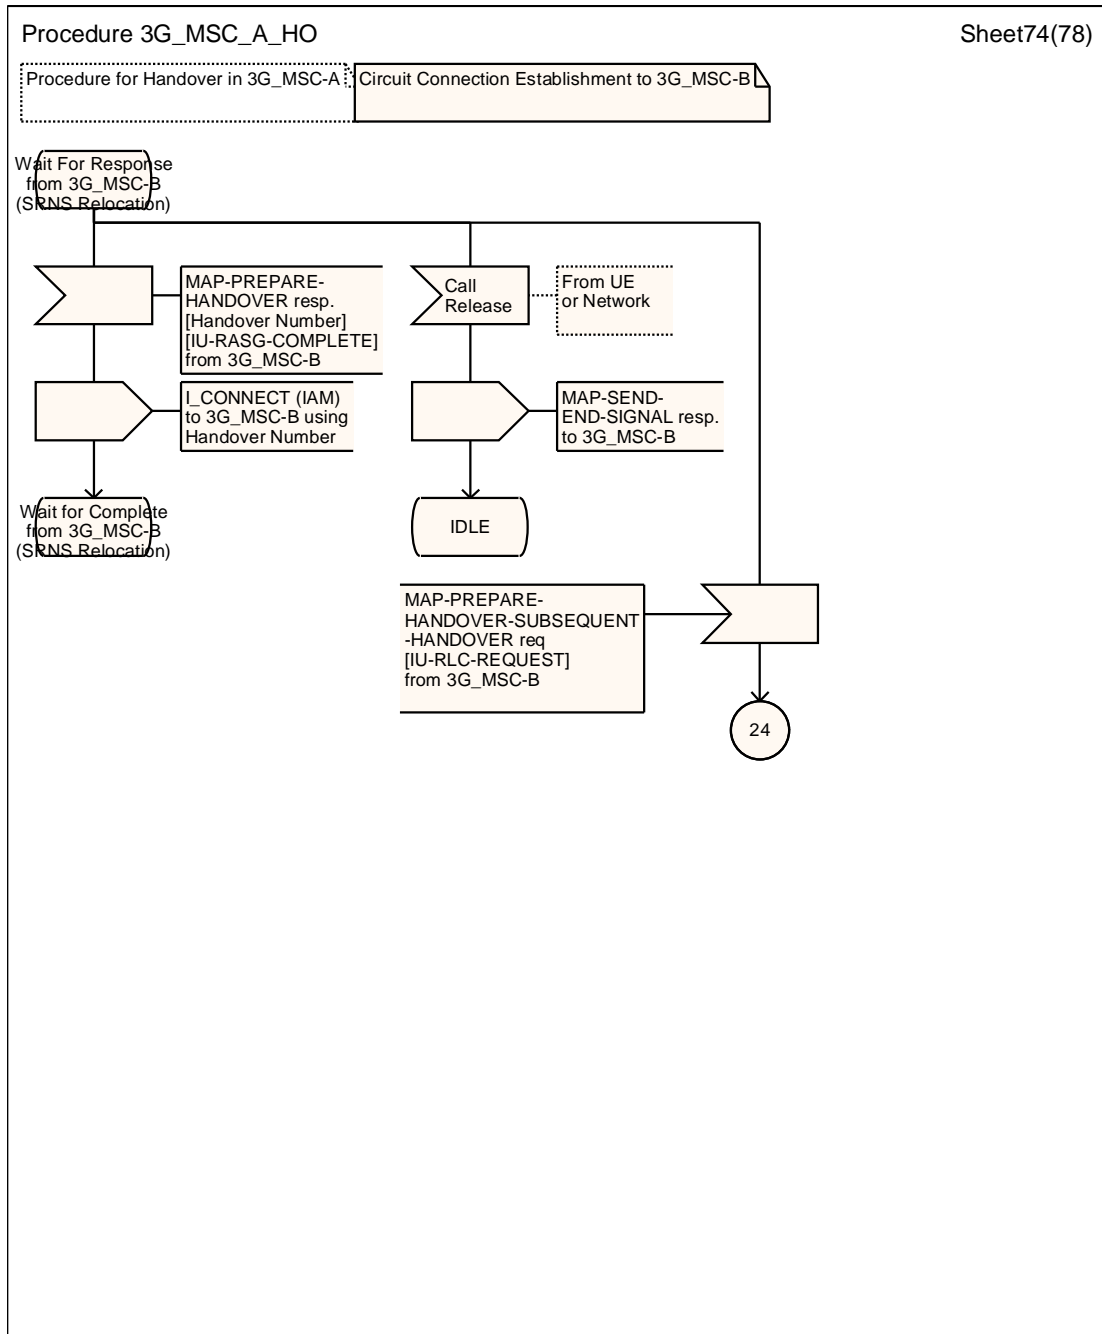 Procedure 3G_MSC_A_HO
Sheet74(78)
Procedure for Handover in 3G_MSC-A
Circuit Connection Establishment to 3G_MSC-B
Wait For Response
from 3G_MSC-B
(SRNS Relocation)
MAP-PREPARE-
HANDOVER resp.
[Handover Number]
[IU-RASG-COMPLETE]
from 3G_MSC-B
Call
Release
From UE
or Network
I_CONNECT (IAM)
to 3G_MSC-B using
Handover Number
MAP-SEND-
END-SIGNAL resp.
to 3G_MSC-B
Wait for Complete
from 3G_MSC-B
(SRNS Relocation)
IDLE
MAP-PREPARE-
HANDOVER-SUBSEQUENT
-HANDOVER req
[IU-RLC-REQUEST]
from 3G_MSC-B
24